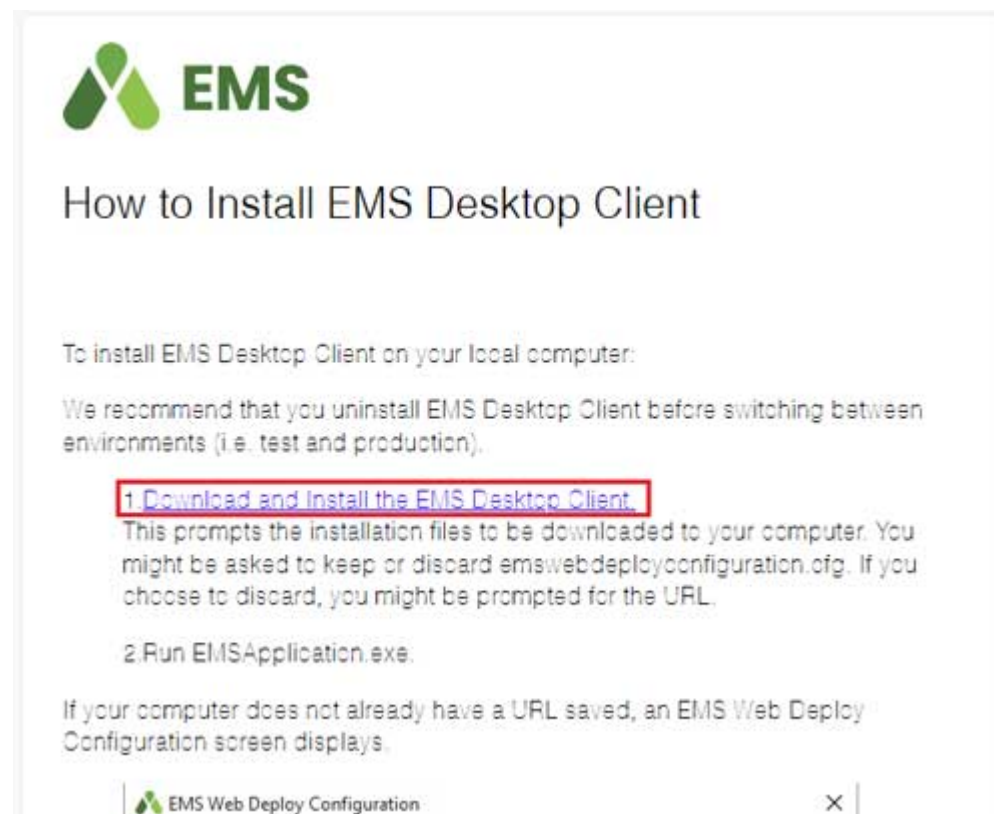 EMS
How to Install EMS Desktop Client
To install EMS Desktop Client on your local computer:
We recommend that you uninstall EMS Desktop Client before switching between
environments (i.e. test and production).
1.Download and Install the EMS Desktop Client.
This prompts the installation files to be downloaded to your computer. You
might be asked to keep or discard emswebdeployconfiguration.cfg. If you
choose to discard, you might be prompted for the URL.
2.Run EMSApplication.exe.
If your computer does not already have a URL saved, an EMS Web Deploy
Configuration screen displays.
EMS Web Deploy Configuration